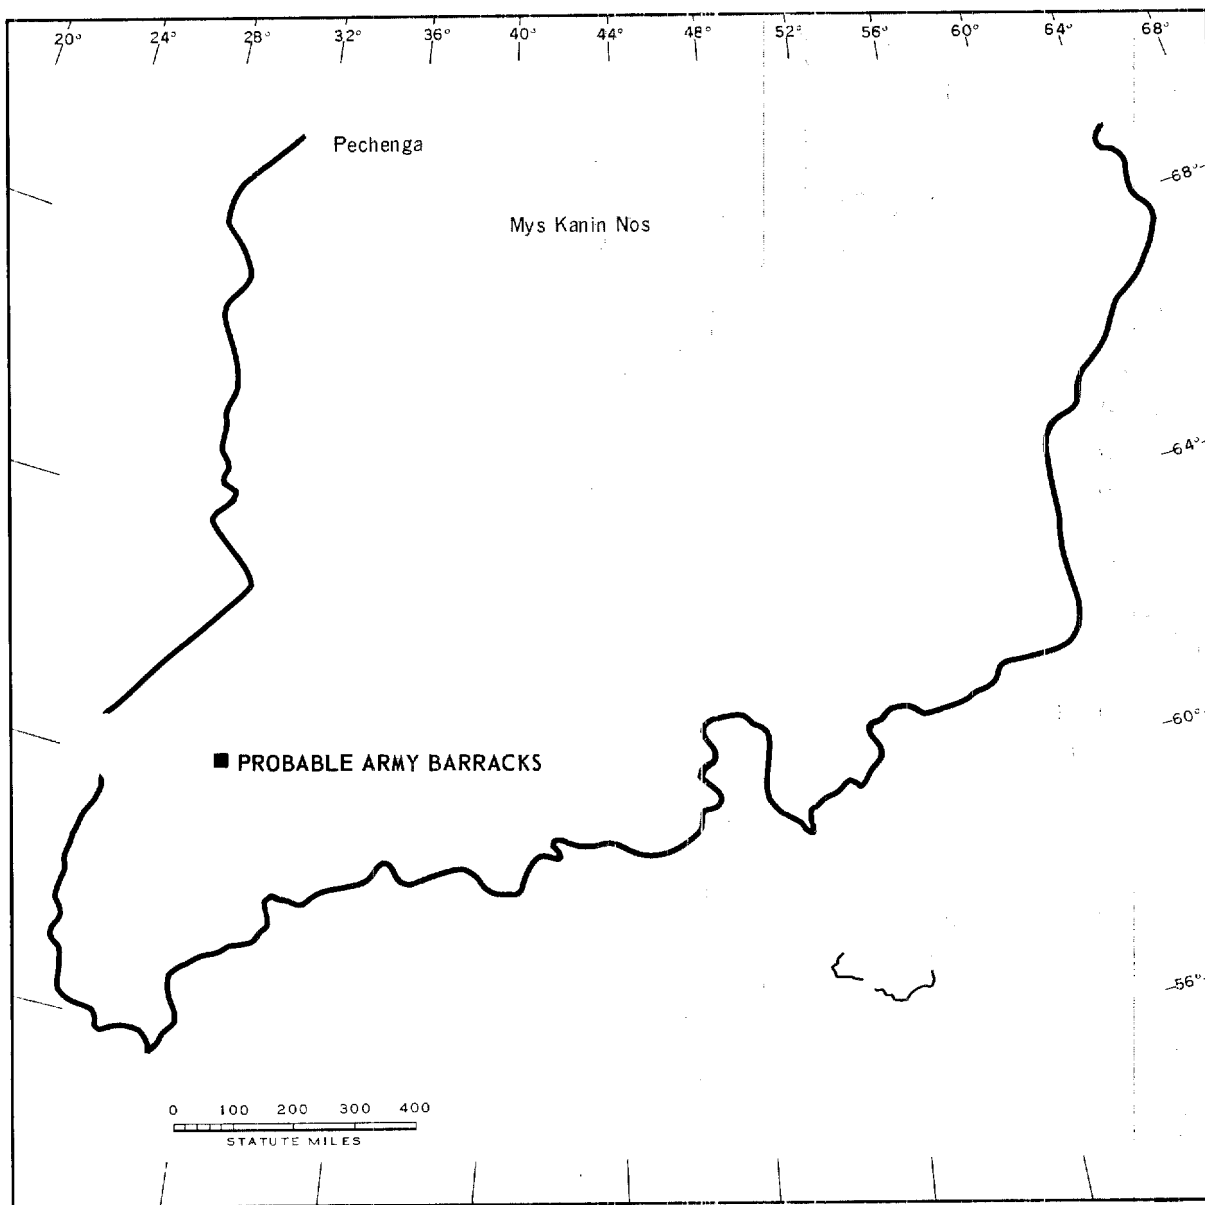 20° 24° 28° 32° 36° 40° 44° 48° 52° 56° 60° 64° 68°
Pechenga
68°
Mys Kanin Nos
64°
60°
PROBABLE ARMY BARRACKS
56°
0 100 200 300 400
STATUTE MILES